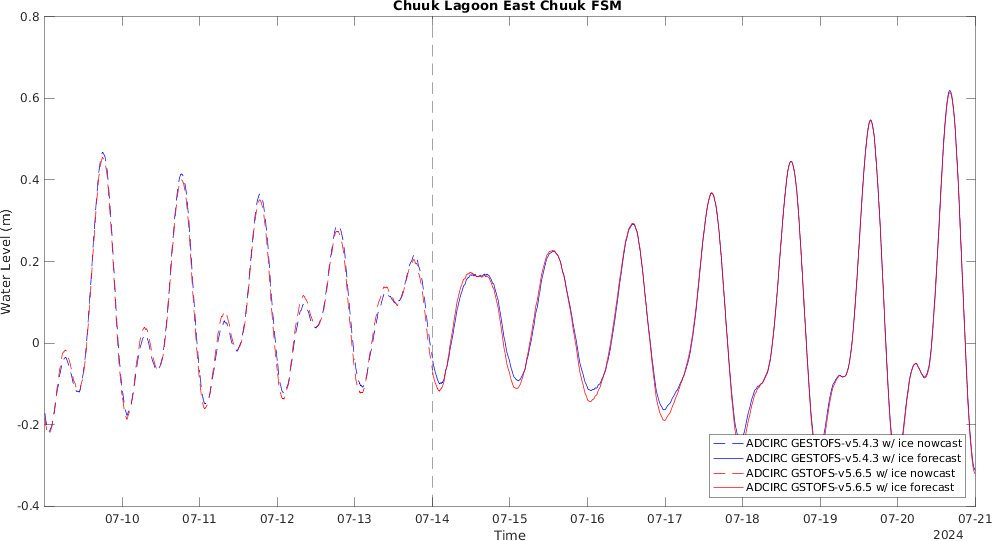 Chuuk Lagoon East Chuuk FSM
0.8
0.6
0.4
0.2
0
-0.2
-0.4
Water Level (m)
07-10 07-11 07-12 07-13 07-14 07-15 07-16 07-17 07-18 07-19 07-20 07-21
Time
2024
ADCIRC GESTOFS-v5.4.3 w/ ice nowcast
ADCIRC GESTOFS-v5.4.3 w/ ice forecast
ADCIRC GSTOFS-v5.6.5 w/ ice nowcast
ADCIRC GSTOFS-v5.6.5 w/ ice forecast